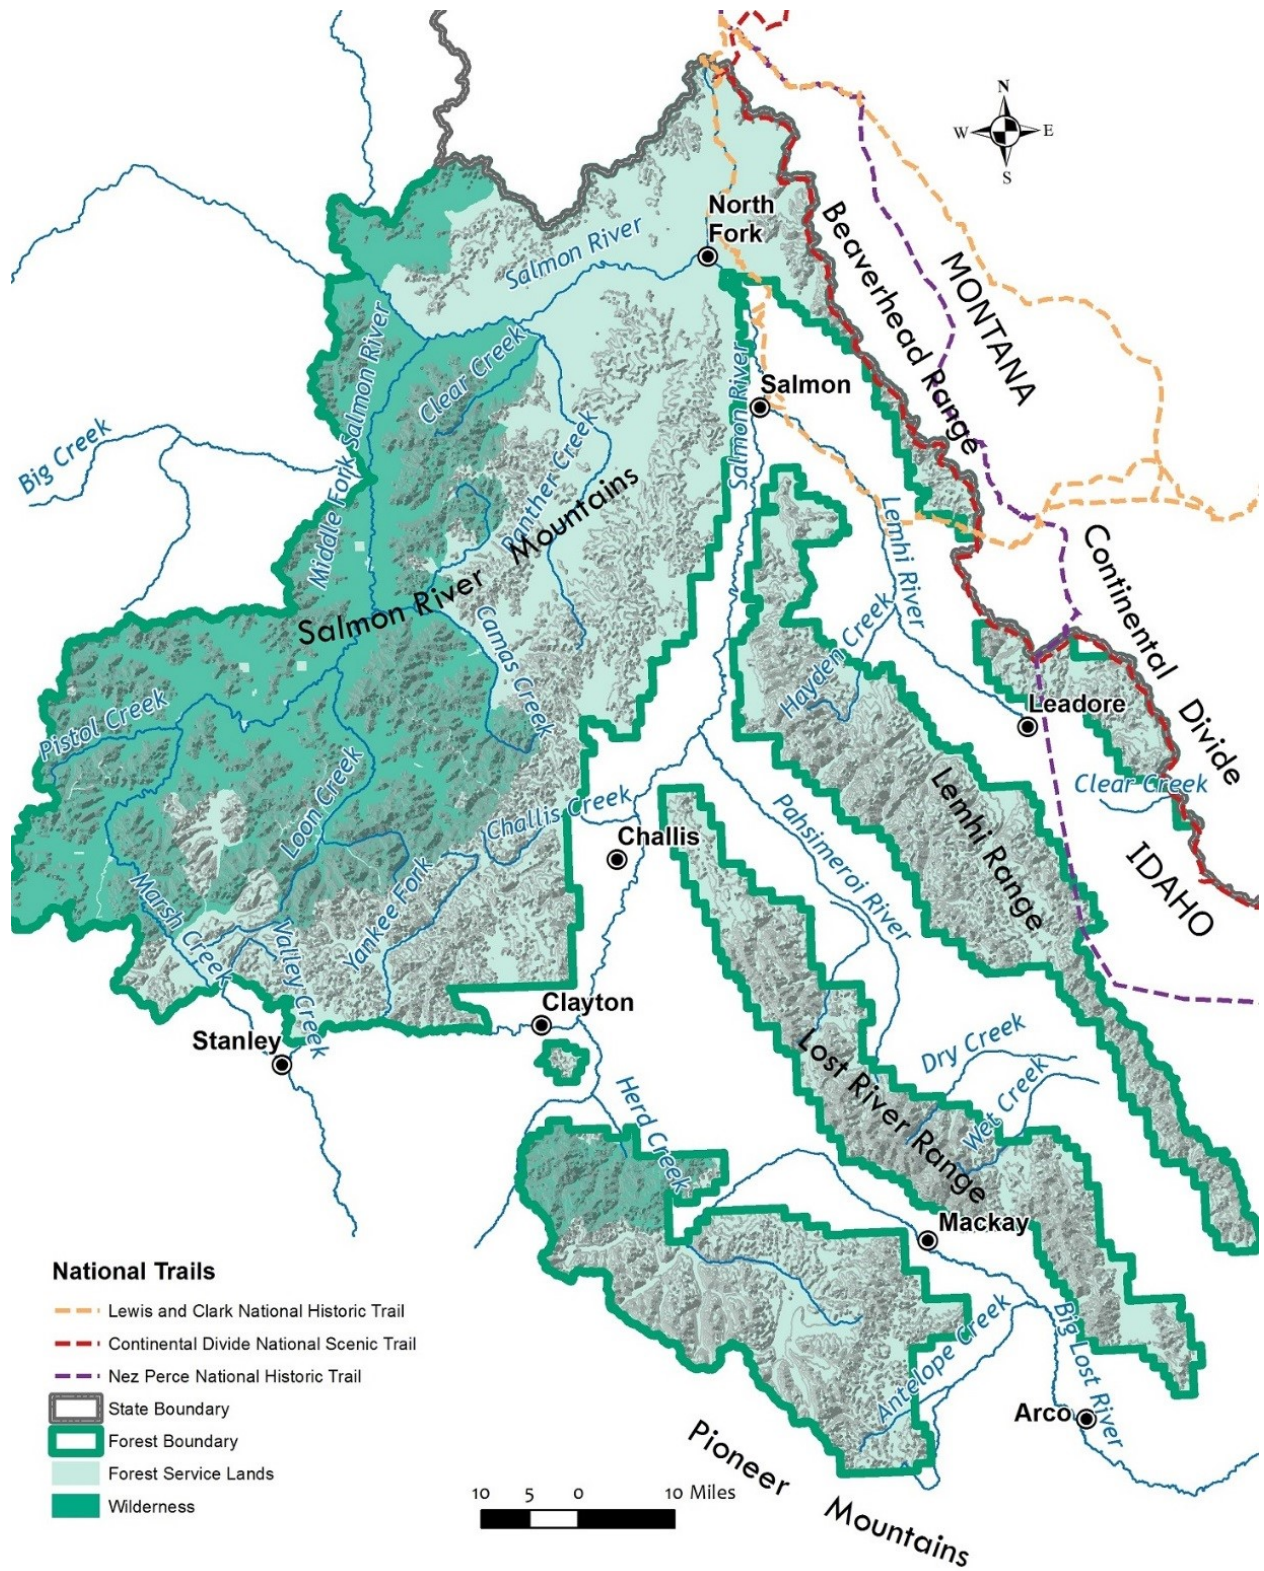 N
W E
S
North
Fork
Salmon River
Beaverhead Range
MONTANA
Clear Creek
Salmon River
Salmon
Middle Fork Salmon River
Big Creek
Panther Creek
Salmon River Mountains
Lemhi River
Continental Divide
Hayden Creek
Camas Creek
Pistol Creek
Leadore
Clear Creek
Loon Creek
Challis Creek
Challis
Pahsimeroi River
Lemhi Range
IDAHO
Marsh Creek
Yankee Fork
Valley Creek
Clayton
Stanley
Lost River Range
Dry Creek
Wet Creek
Herd Creek
Mackay
Antelope Creek
Big Lost River
Arco
Pioneer Mountains
National Trails
Lewis and Clark National Historic Trail
Continental Divide National Scenic Trail
Nez Perce National Historic Trail
State Boundary
Forest Boundary
Forest Service Lands
Wilderness
10 5 0 10 Miles